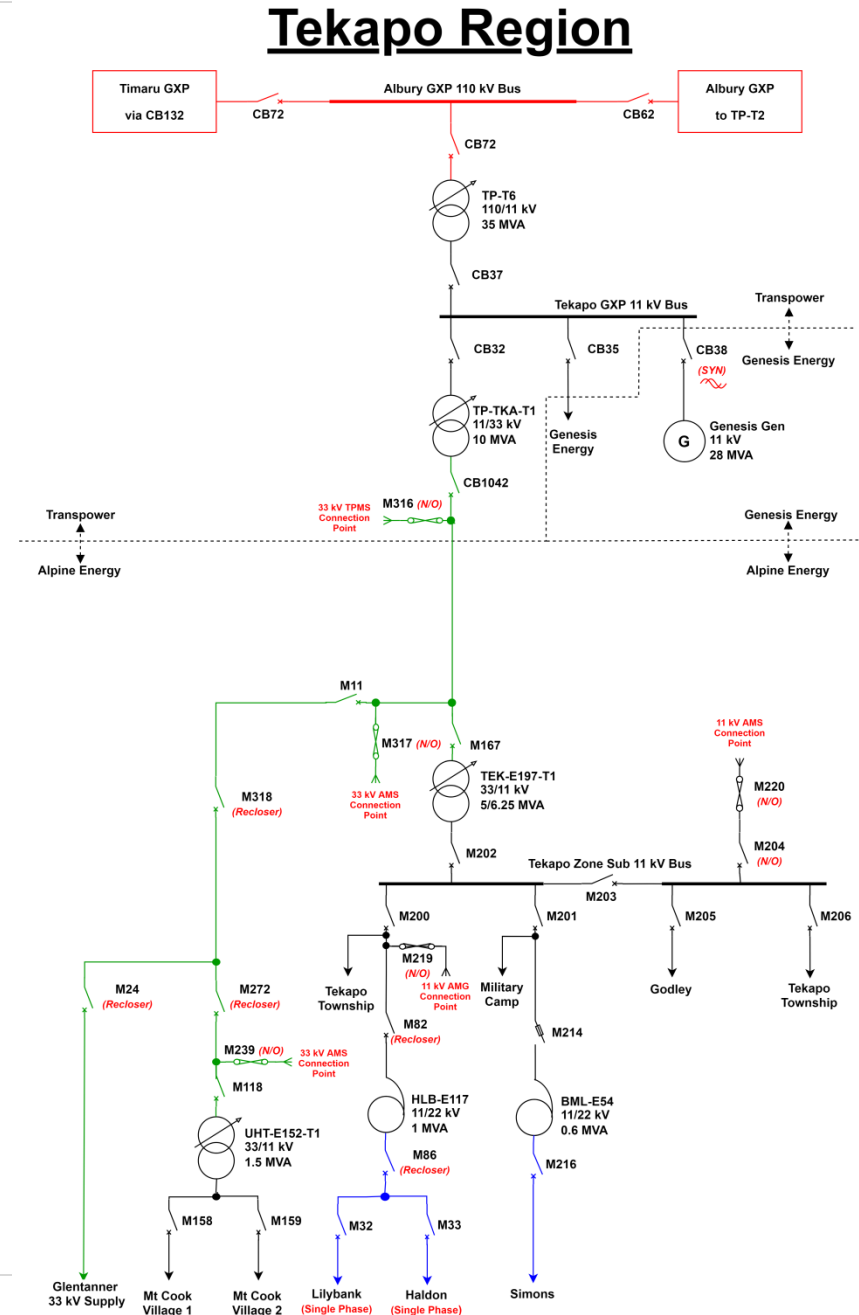 Tekapo Region
Timaru GXP
via CB132
CB72
Albury GXP 110 kV Bus
CB62
Albury GXP
to TP-T2
CB72
TP-T6
110/11 kV
35 MVA
CB37
Tekapo GXP 11 kV Bus
Transpower
Genesis Energy
CB32
CB35
CB38
(SYN)
TP-TKA-T1
11/33 kV
10 MVA
Genesis
Energy
G
Genesis Gen
11 kV
28 MVA
CB1042
33 kV TPMS
Connection
Point
M316 (N/O)
Transpower
Alpine Energy
Genesis Energy
Alpine Energy
M11
M317 (N/O)
33 kV AMS
Connection
Point
M167
TEK-E197-T1
33/11 kV
5/6.25 MVA
11 kV AMS
Connection
Point
M220
(N/O)
M318
(Recloser)
M202
M204
(N/O)
Tekapo Zone Sub 11 kV Bus
M203
M200
M201
M205
M206
M219
(N/O)
11 kV AMG
Connection
Point
Tekapo
Township
Military
Camp
Godley
Tekapo
Township
M24
(Recloser)
M272
(Recloser)
M82
(Recloser)
M214
M239 (N/O)
33 kV AMS
Connection
Point
M118
HLB-E117
11/22 kV
1 MVA
BML-E54
11/22 kV
0.6 MVA
UHT-E152-T1
33/11 kV
1.5 MVA
M86
(Recloser)
M216
M158
M159
M32
M33
Glentanner
33 kV Supply
Mt Cook
Village 1
Mt Cook
Village 2
Lilybank
(Single Phase)
Haldon
(Single Phase)
Simons